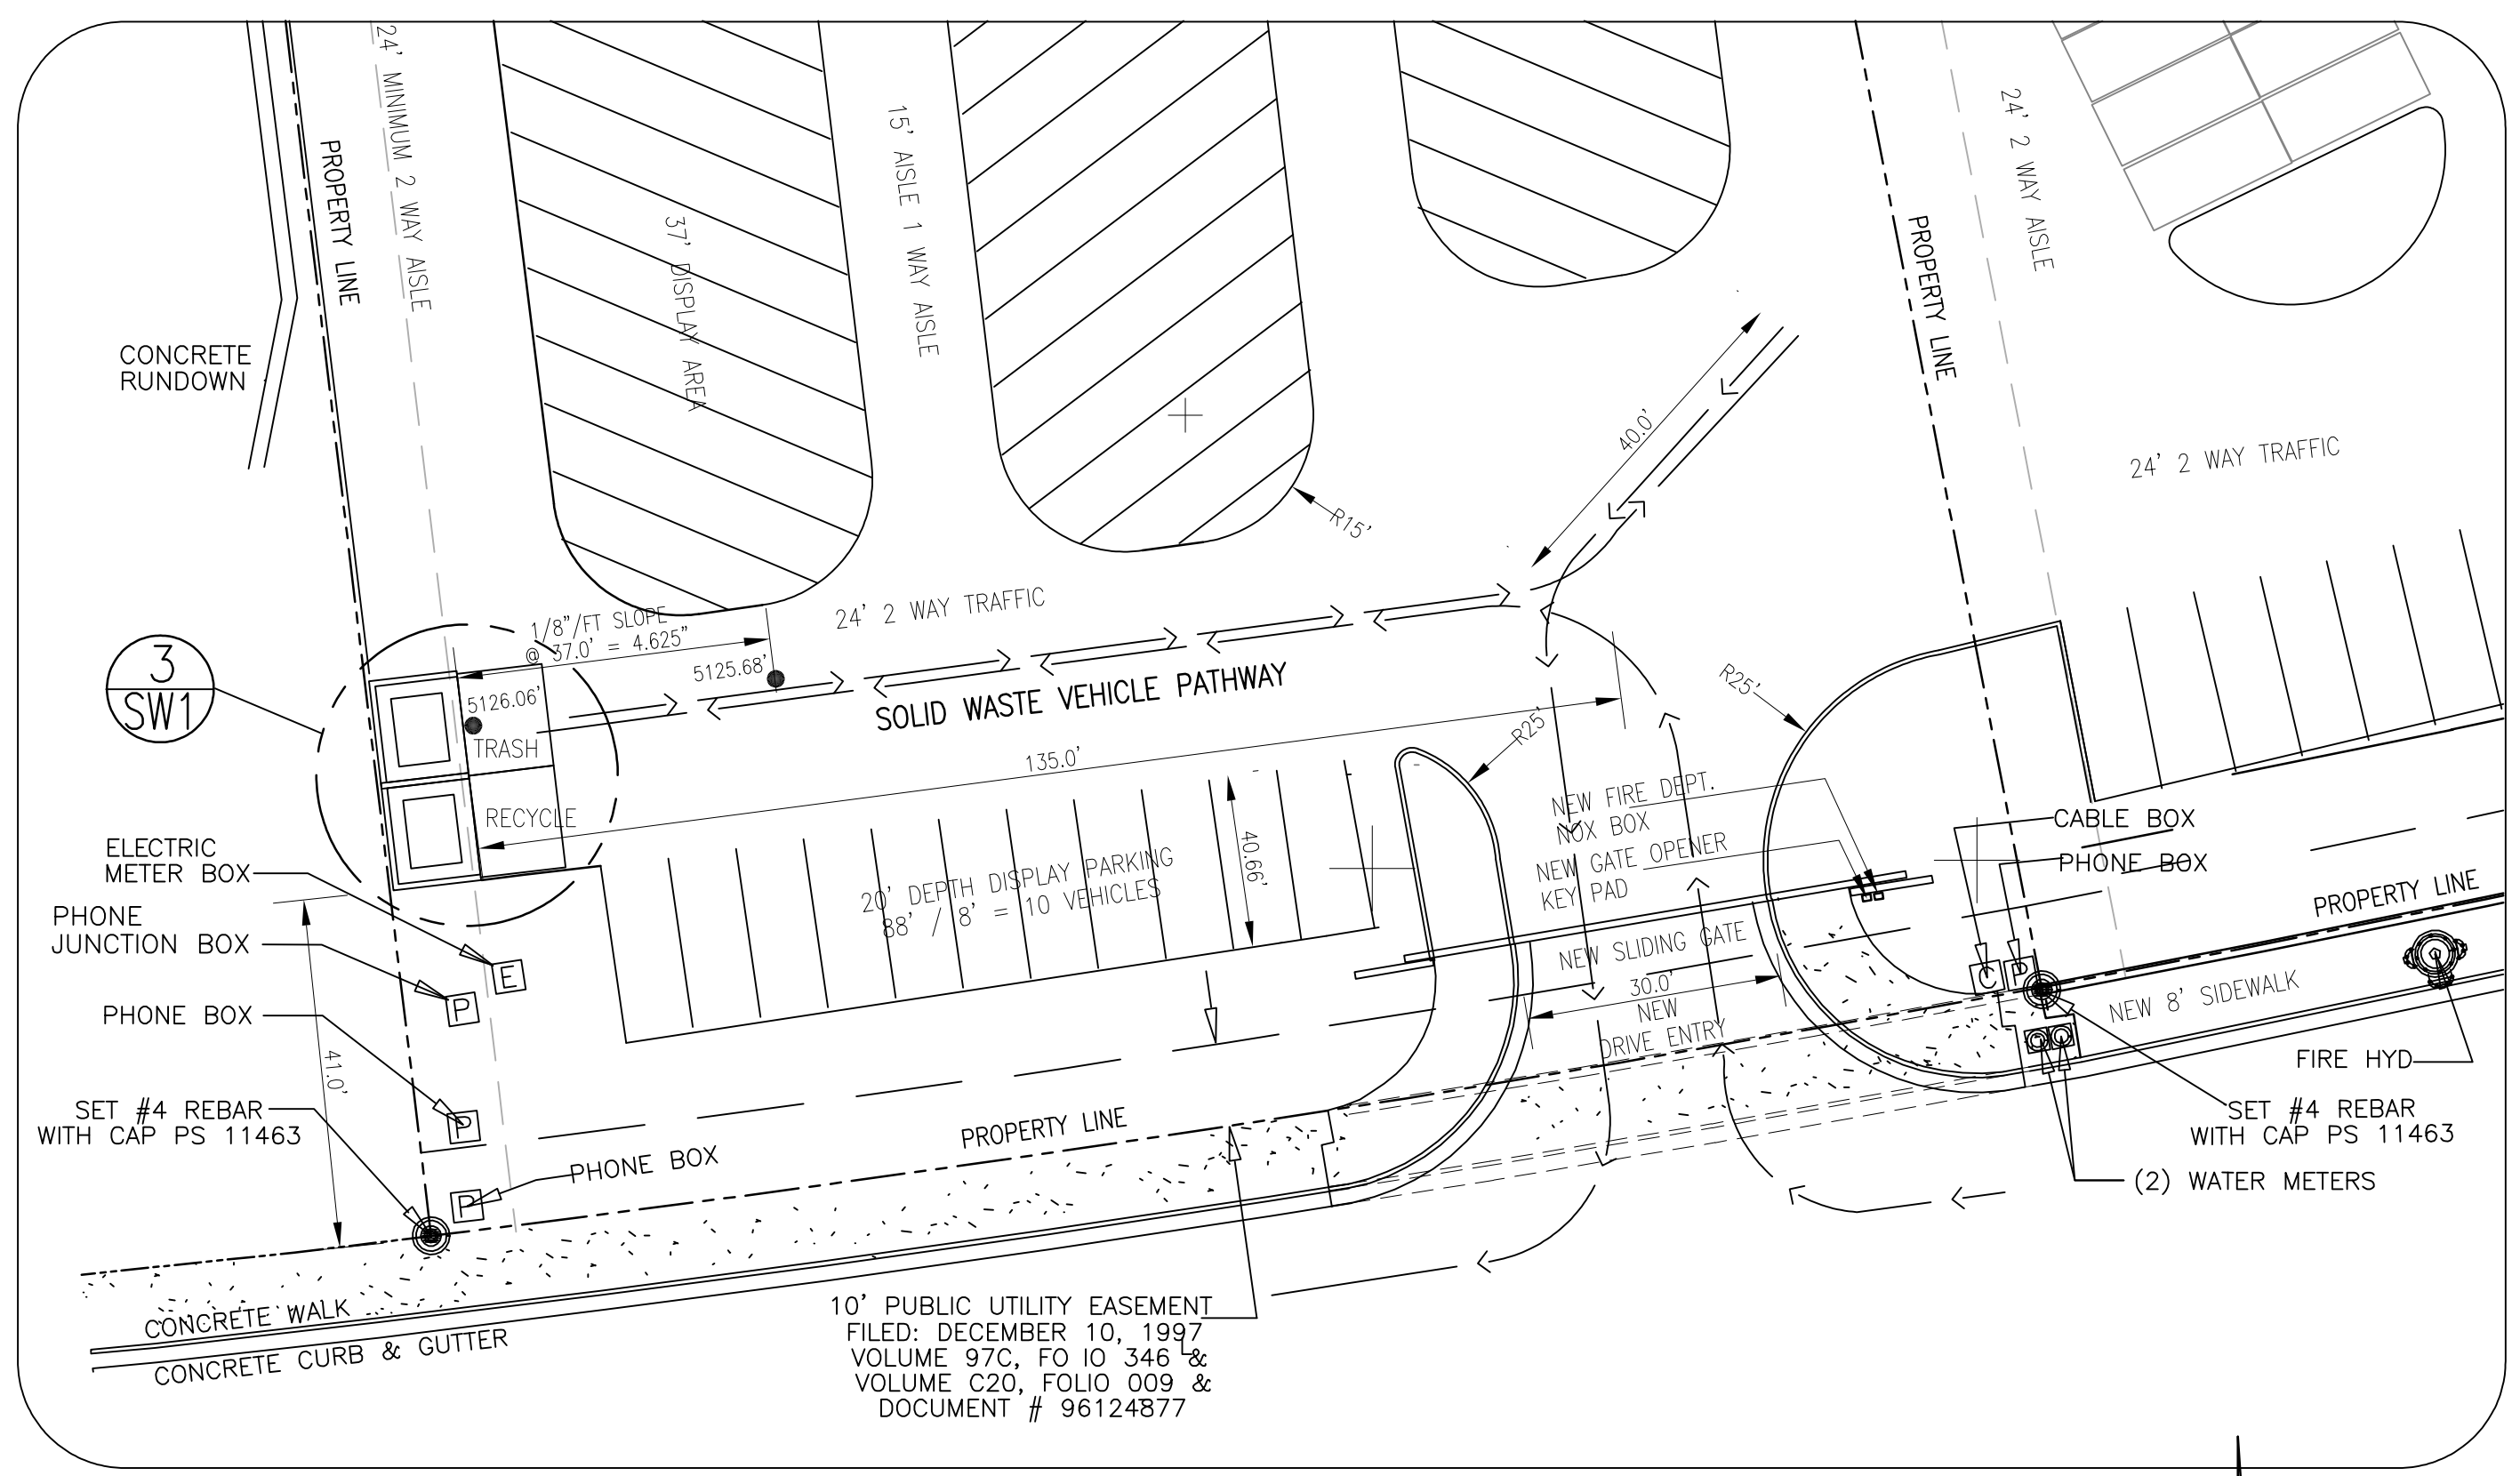 24' MINIMUM 2 WAY AISLE
PROPERTY LINE
CONCRETE
RUNDOWN
37' DISPLAY AREA
15' AISLE 1 WAY AISLE
PROPERTY LINE
24' 2 WAY AISLE
24' 2 WAY TRAFFIC
40.0'
R15'
3
SW1
1/8"/FT SLOPE
@ 37.0' = 4.625"
24' 2 WAY TRAFFIC
5125.68'
5126.06'
TRASH
RECYCLE
SOLID WASTE VEHICLE PATHWAY
135.0'
R25'
R25'
ELECTRIC
METER BOX
PHONE
JUNCTION BOX
PHONE BOX
SET #4 REBAR
WITH CAP PS 11463
41.0'
E
P
P
P
PHONE BOX
20' DEPTH DISPLAY PARKING
88' / 8' = 10 VEHICLES
40.66'
NEW FIRE DEPT.
NOX BOX
NEW GATE OPENER
KEY PAD
NEW SLIDING GATE
30.0'
NEW
DRIVE ENTRY
CABLE BOX
PHONE BOX
C
P
PROPERTY LINE
NEW 8' SIDEWALK
FIRE HYD
SET #4 REBAR
WITH CAP PS 11463
(2) WATER METERS
PROPERTY LINE
CONCRETE WALK
CONCRETE CURB & GUTTER
10' PUBLIC UTILITY EASEMENT
FILED: DECEMBER 10, 1997
VOLUME 97C, FO IO 346 &
L
VOLUME C20, FOLIO 009 &
DOCUMENT # 96124877